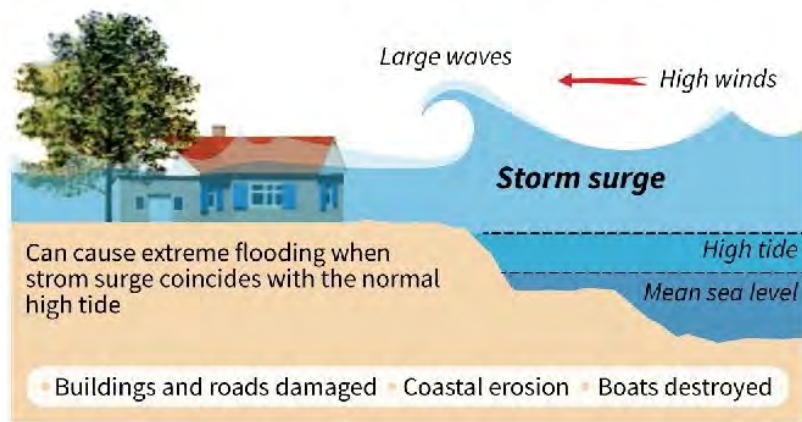 Large waves
High winds
Storm surge
High tide
Mean sea level
Can cause extreme flooding when
strom surge coincides with the normal
high tide
• Buildings and roads damaged • Coastal erosion • Boats destroyed